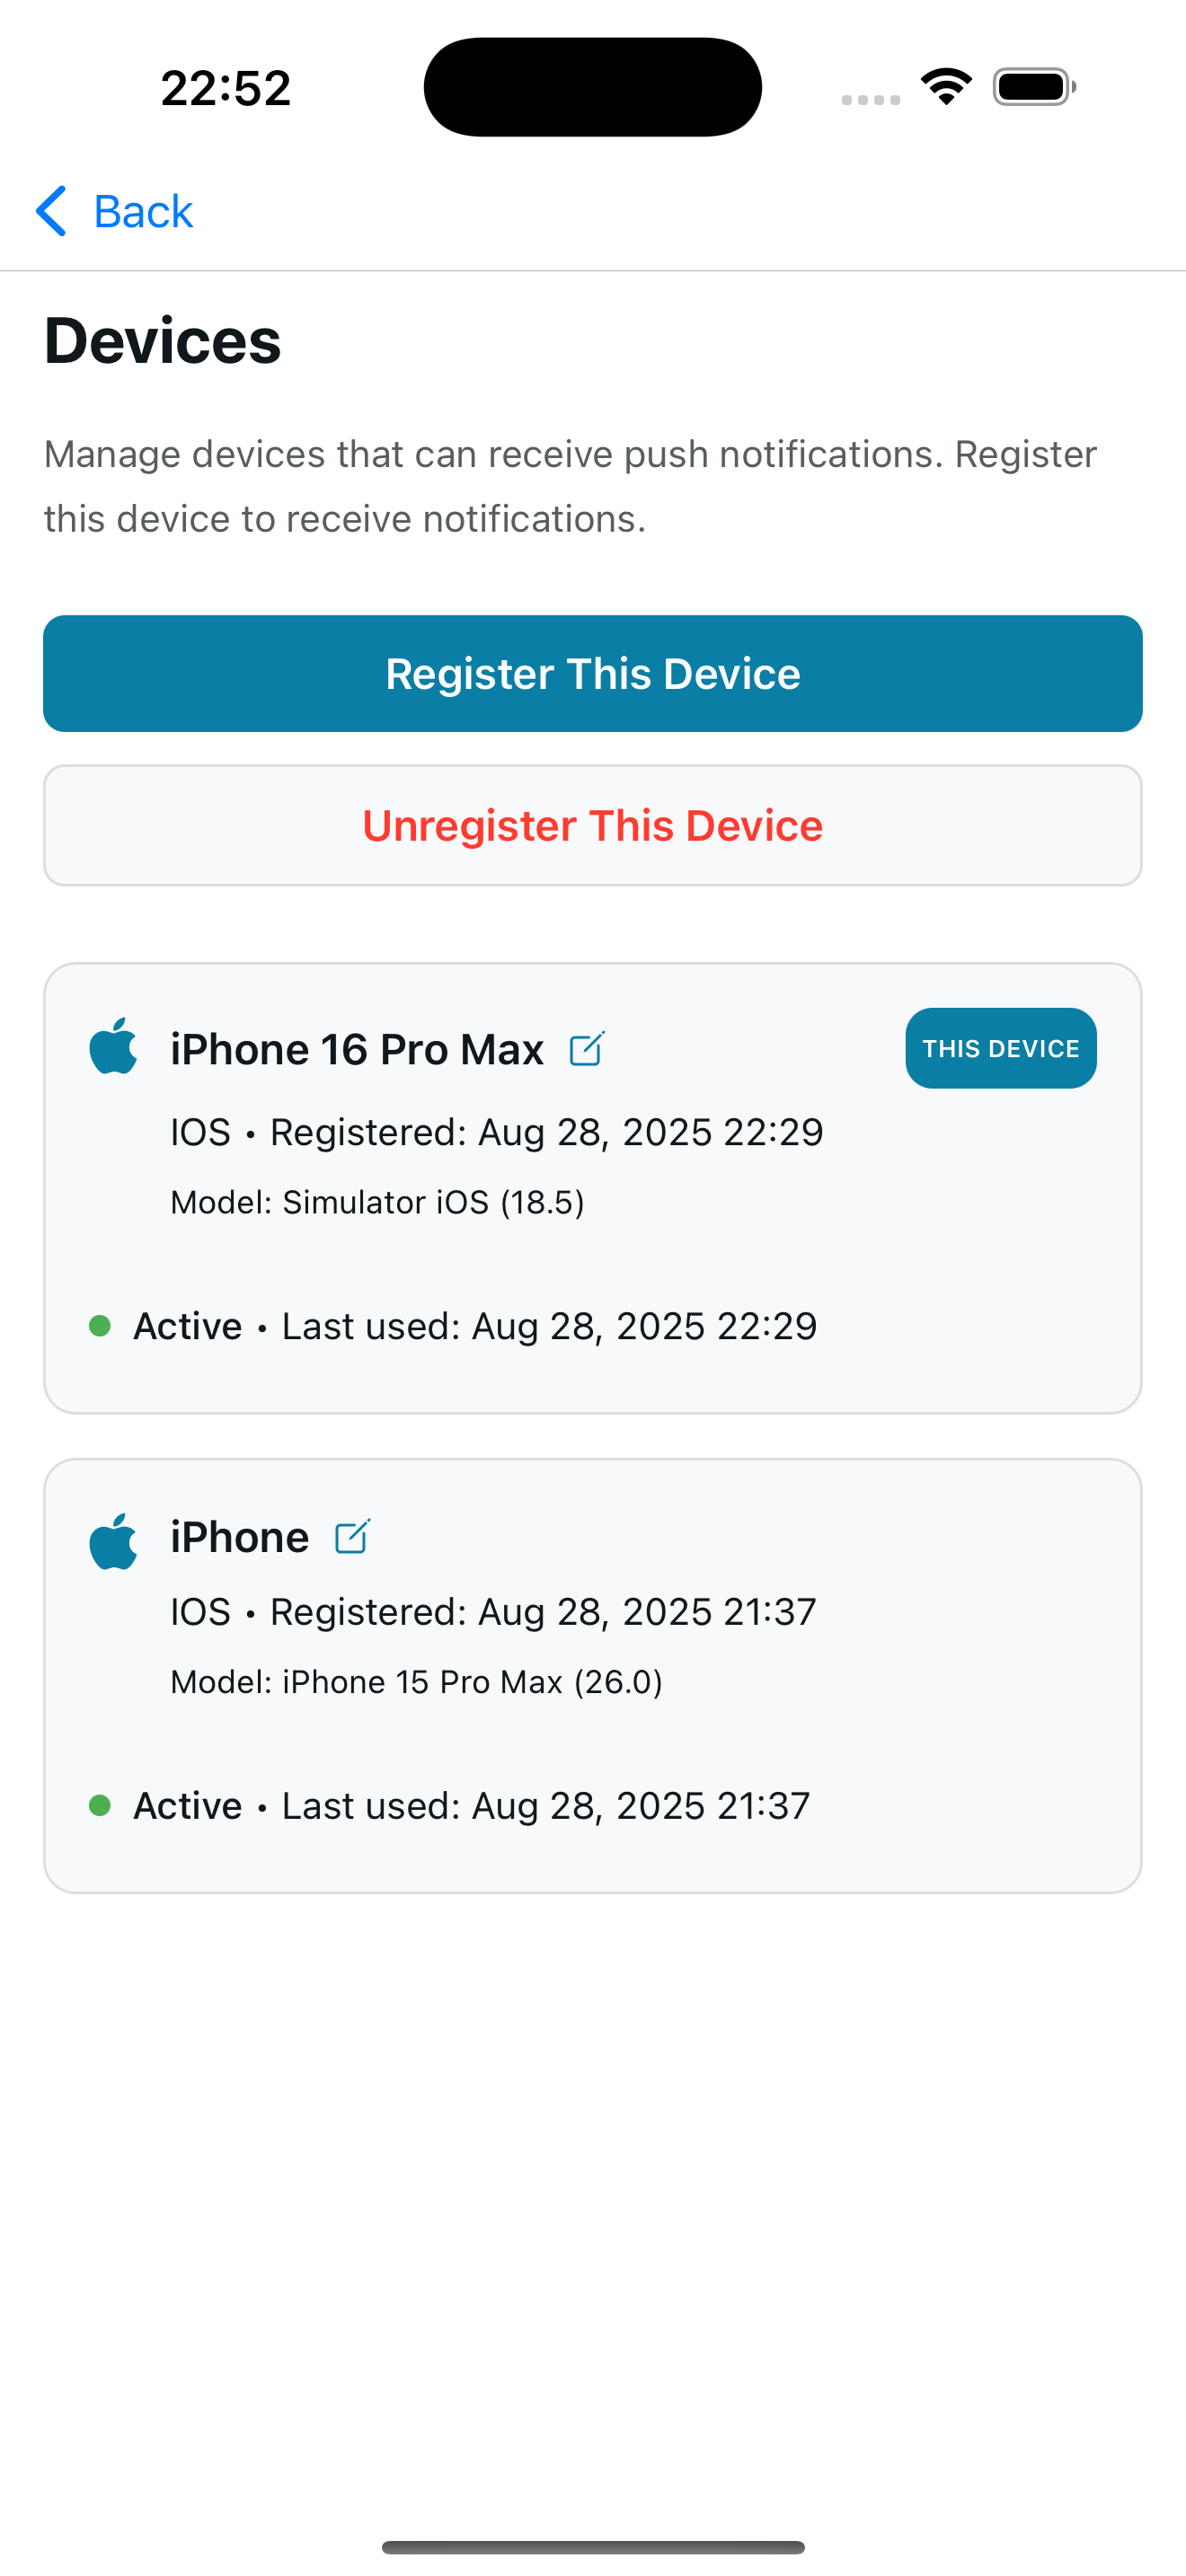 22:52
Back
Devices
Manage devices that can receive push notifications. Register
this device to receive notifications.
Register This Device
Unregister This Device
iPhone 16 Pro Max
THIS DEVICE
IOS • Registered: Aug 28, 2025 22:29
Model: Simulator iOS (18.5)
Active • Last used: Aug 28, 2025 22:29
iPhone
IOS • Registered: Aug 28, 2025 21:37
Model: iPhone 15 Pro Max (26.0)
Active • Last used: Aug 28, 2025 21:37